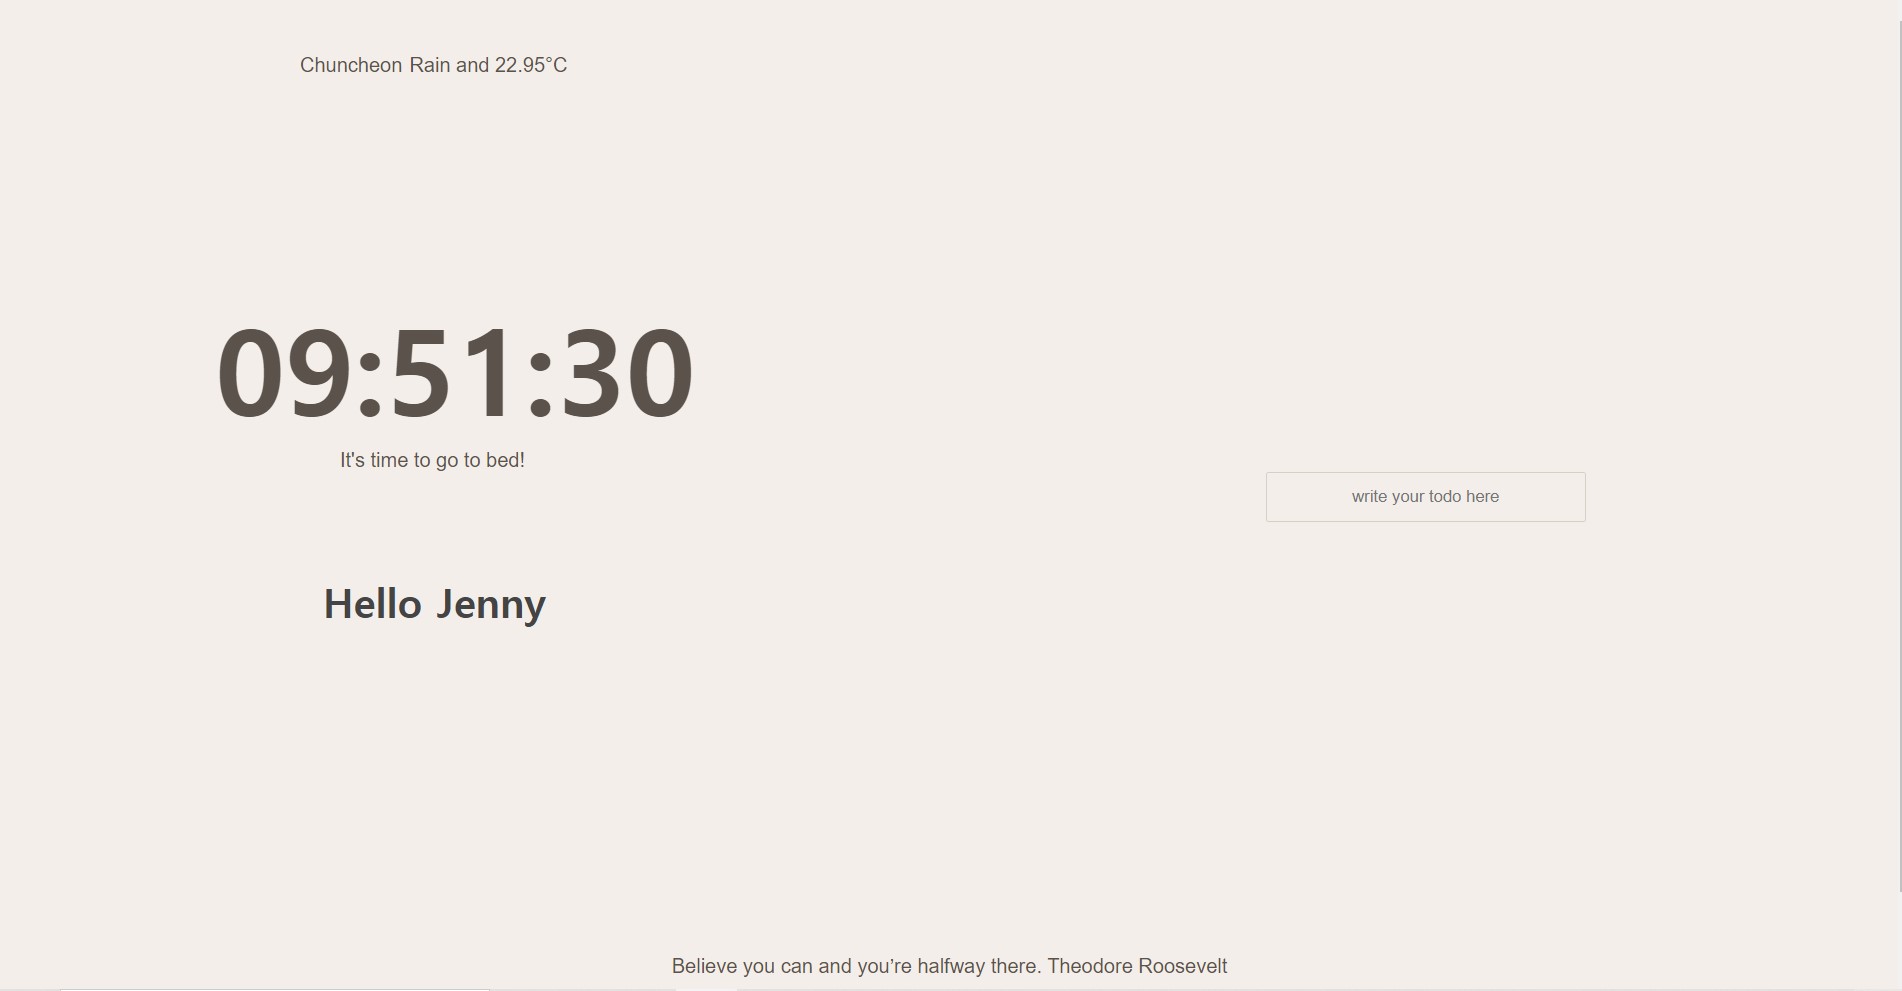 Chuncheon Rain and 22.95°C
09:51:30
It's time to go to bed!
write your todo here
Hello Jenny
Believe you can and you’re halfway there. Theodore Roosevelt